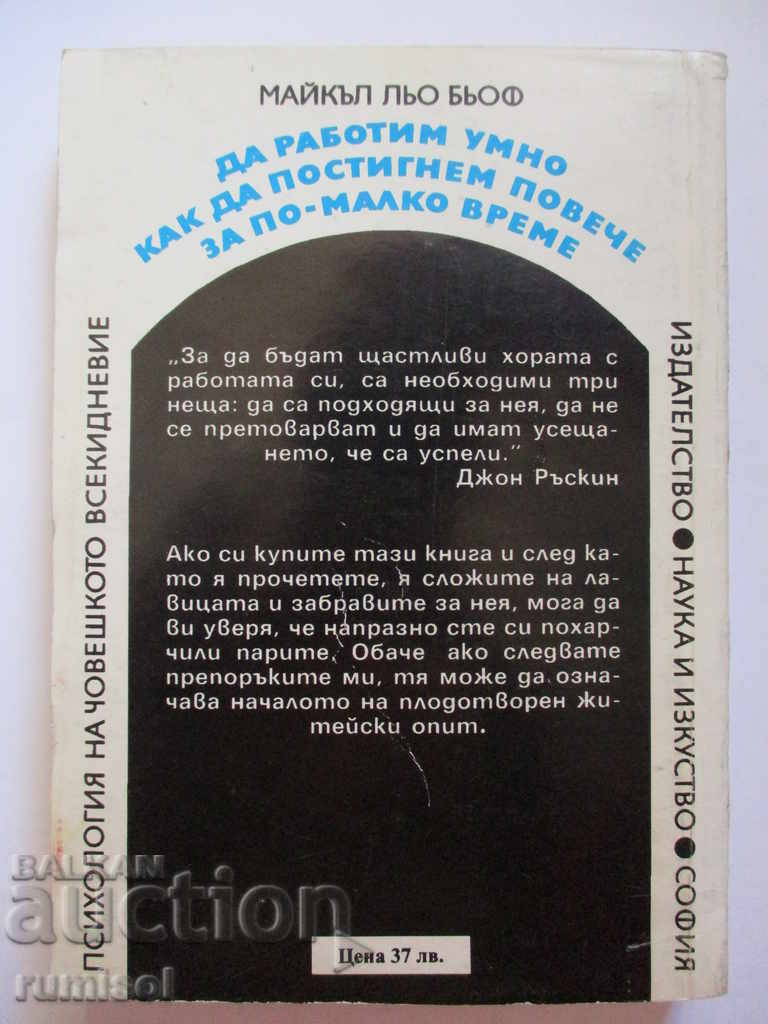 МАЙКЪЛ ЛЬО БЬОФ
ДА РАБОТИМ УМНО
КАК ДА ПОСТИГНЕМ ПОВЕЧЕ
ЗА ПО-МАЛКО ВРЕМЕ
ПСИХОЛОГИЯ НА ЧОВЕШКОТО ВСЕКИДНЕВИЕ
„За да бъдат щастливи хората с
работата си, са необходими три
неща: да са подходящи за нея, да не
се претоварват и да имат усеща-
нето, че са успели.“
Джон Ръскин
Ако си купите тази книга и след ка-
то я прочетете, я сложите на ла-
вицата и забравите за нея, мога да
ви уверя, че напразно сте си похар-
чили парите. Обаче ако следвате
препоръките ми, тя може да озна-
чава началото на плодотворен жи-
тейски опит.
ИЗДАТЕЛСТВО ● НАУКА И ИЗКУСТВО ● СОФИЯ
Цена 37 лв.
BALKAN
auction
rumisol